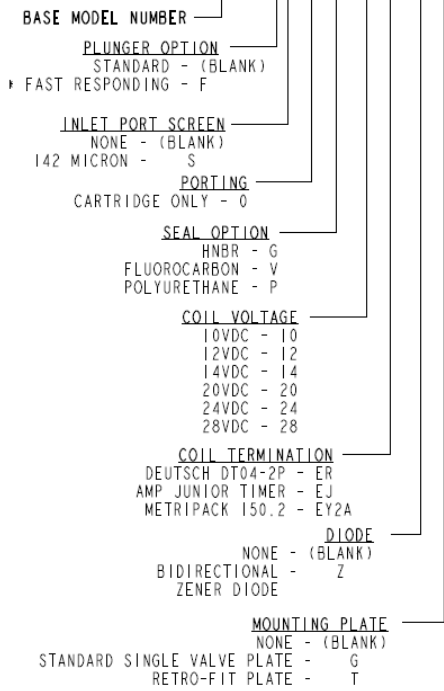 BASE MODEL NUMBER
PLUNGER OPTION
STANDARD - (BLANK)
FAST RESPONDING - F
INLET PORT SCREEN
NONE - (BLANK)
142 MICRON - S
PORTING
CARTRIDGE ONLY - 0
SEAL OPTION
HNBR - G
FLUOROCARBON - V
POLYURETHANE - P
COIL VOLTAGE
10VDC - 10
12VDC - 12
14VDC - 14
20VDC - 20
24VDC - 24
28VDC - 28
COIL TERMINATION
DEUTSCH DT04-2P - ER
AMP JUNIOR TIMER - EJ
METRIPACK 150.2 - EY2A
DIODE
NONE - (BLANK)
BIDIRECTIONAL - Z
ZENER DIODE
MOUNTING PLATE
NONE - (BLANK)
STANDARD SINGLE VALVE PLATE - G
RETRO-FIT PLATE - T